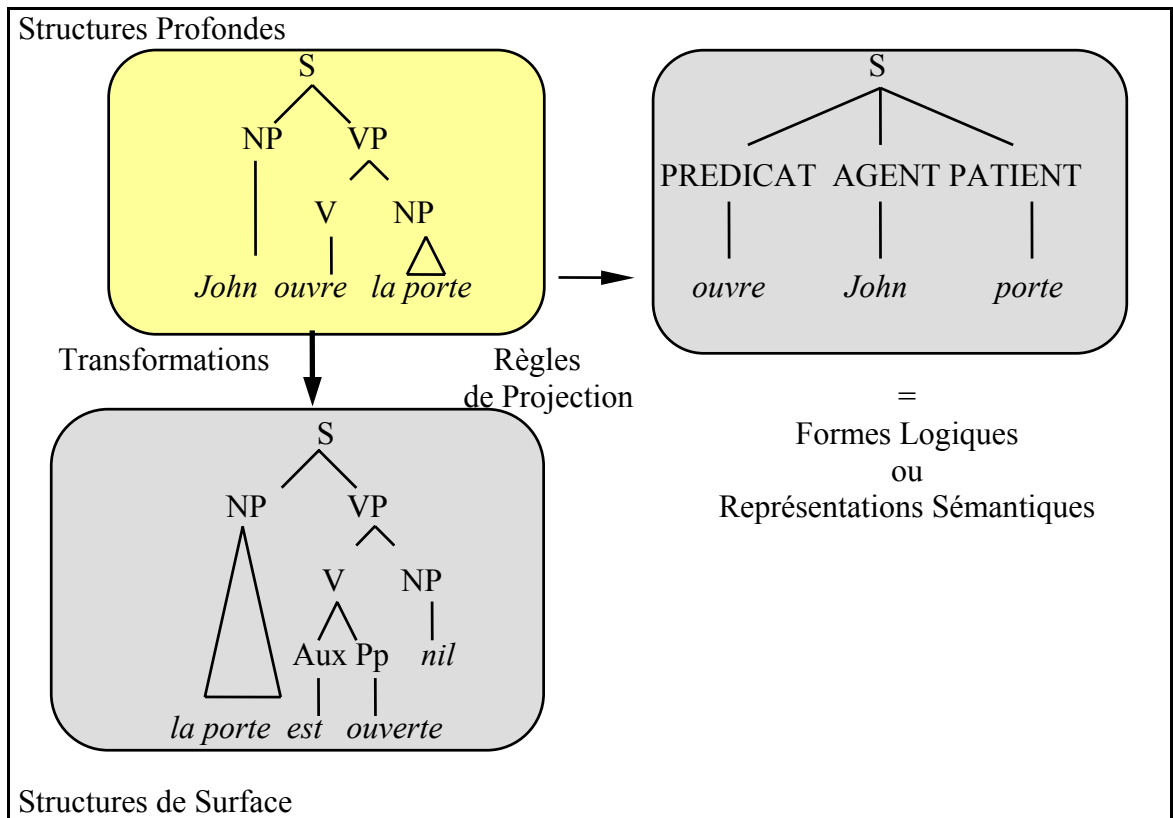 Structures Profondes
S
NP VP
V NP
John ouvre la porte
S
PREDICAT AGENT PATIENT
ouvre John porte
Transformations
Règles
de Projection
=
Formes Logiques
ou
Représentations Sémantiques
S
NP VP
V NP
Aux Pp nil
la porte est ouverte
Structures de Surface